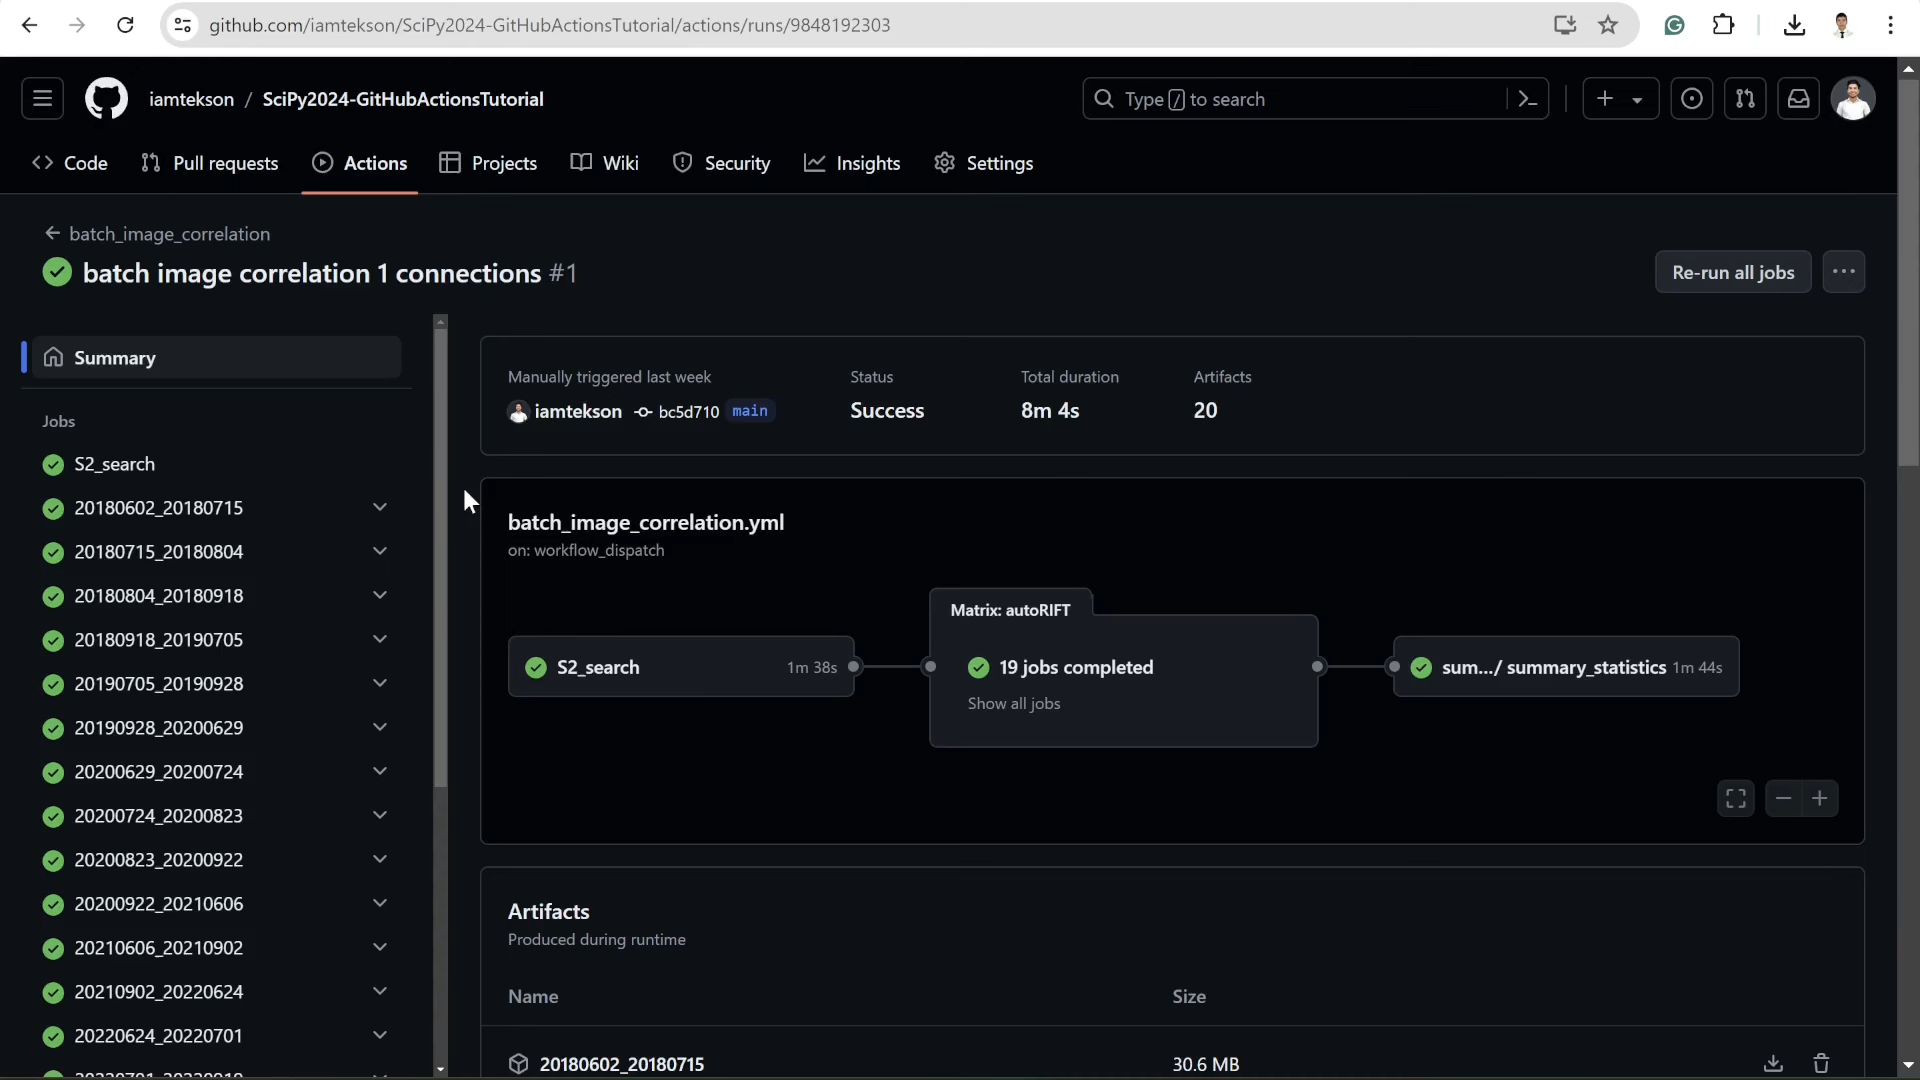 github.com/iamtekson/SciPy2024-GitHubActionsTutorial/actions/runs/9848192303
iamtekson / SciPy2024-GitHubActionsTutorial
Type / to search
Code Pull requests Actions Projects Wiki Security Insights Settings
batch_image_correlation
batch image correlation 1 connections #1
Re-run all jobs
Summary
Jobs
S2_search
20180602_20180715
20180715_20180804
20180804_20180918
20180918_20190705
20190705_20190928
20190928_20200629
20200629_20200724
20200724_20200823
20200823_20200922
20200922_20210606
20210606_20210902
20210902_20220624
20220624_20220701
Manually triggered last week
iamtekson bc5d710 main
Status
Success
Total duration
8m 4s
Artifacts
20
batch_image_correlation.yml
on: workflow_dispatch
S2_search 1m 38s
Matrix: autoRIFT
19 jobs completed
Show all jobs
sum.../ summary_statistics 1m 44s
Artifacts
Produced during runtime
Name Size
20180602_20180715 30.6 MB